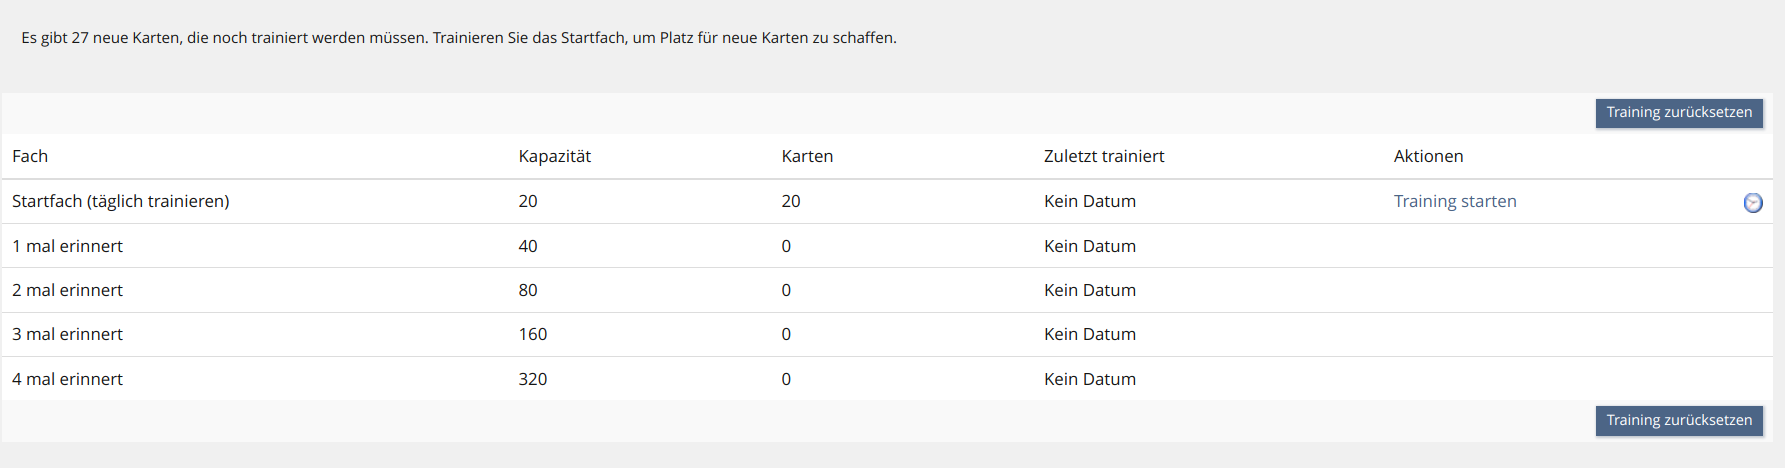 Es gibt 27 neue Karten, die noch trainiert werden müssen. Trainieren Sie das Startfach, um Platz für neue Karten zu schaffen.
Training zurücksetzen
Fach Kapazität Karten Zuletzt trainiert Aktionen
Startfach (täglich trainieren) 20 20 Kein Datum Training starten
1 mal erinnert 40 0 Kein Datum
2 mal erinnert 80 0 Kein Datum
3 mal erinnert 160 0 Kein Datum
4 mal erinnert 320 0 Kein Datum
Training zurücksetzen